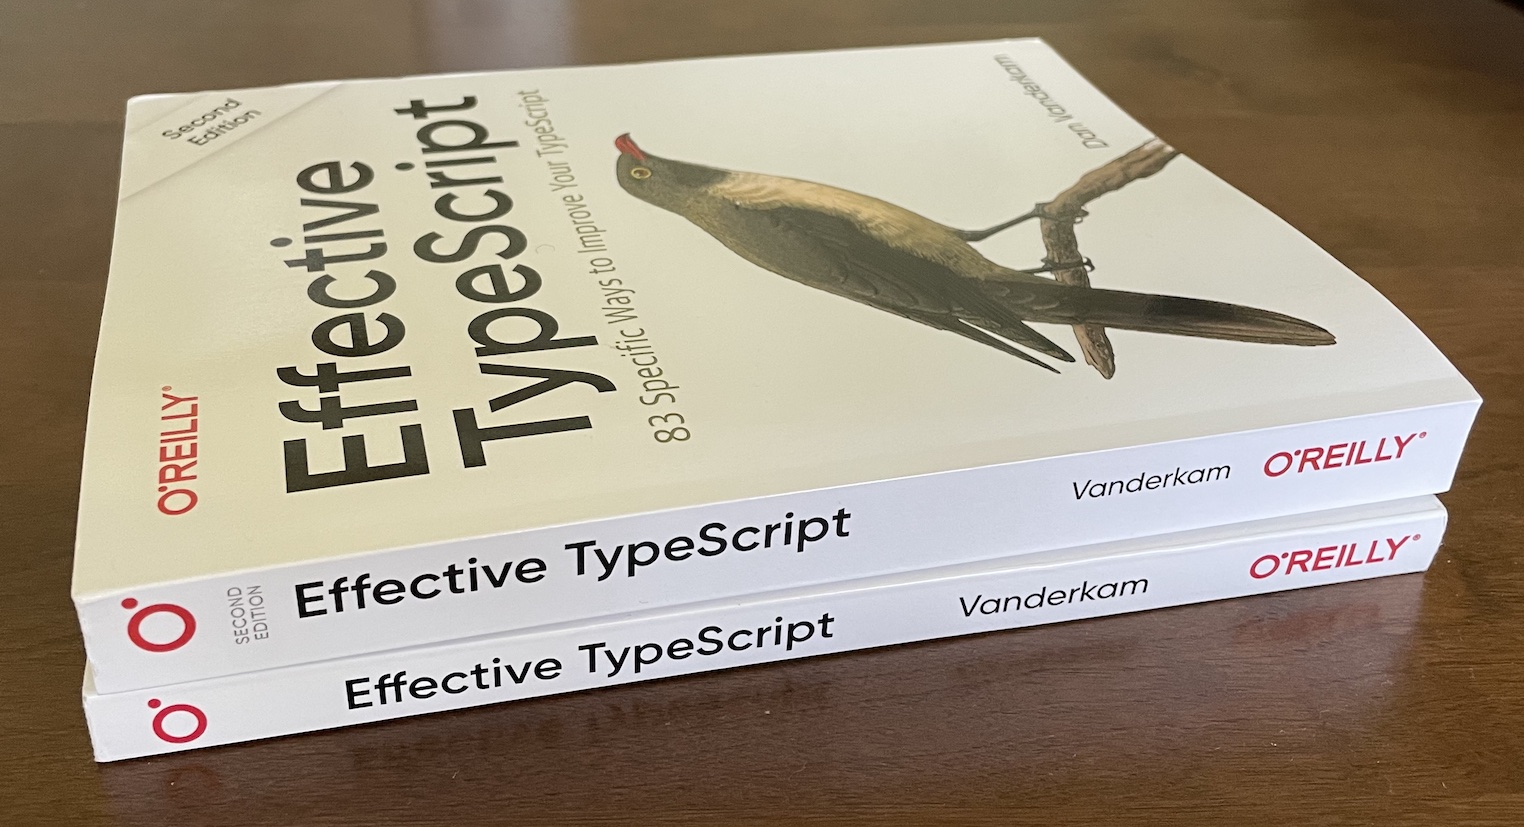 Second
Edition
O'REILLY®
Effective
TypeScript
83 Specific Ways to Improve Your TypeScript
Dan Vanderkam
SECOND
EDITION
Effective TypeScript
Vanderkam
O'REILLY®
Effective TypeScript
Vanderkam
O'REILLY®